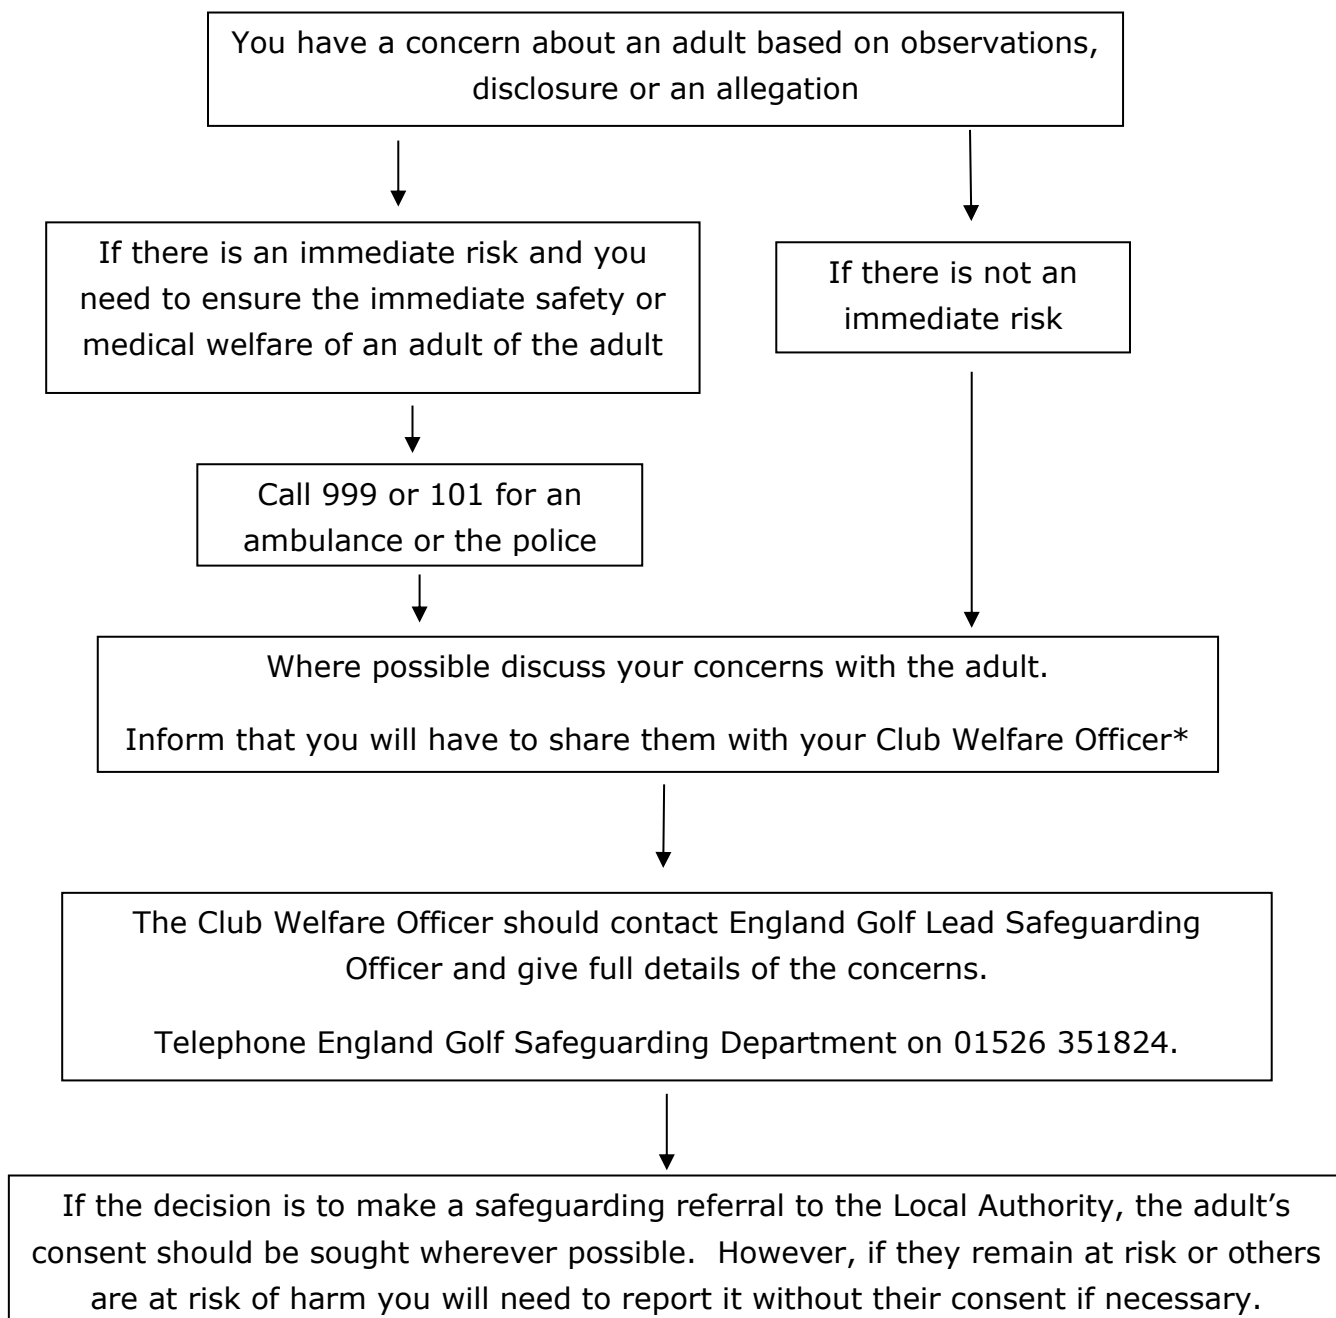 You have a concern about an adult based on observations,
disclosure or an allegation
If there is an immediate risk and you
need to ensure the immediate safety or
medical welfare of an adult of the adult
If there is not an
immediate risk
Call 999 or 101 for an
ambulance or the police
Where possible discuss your concerns with the adult.
Inform that you will have to share them with your Club Welfare Officer*
The Club Welfare Officer should contact England Golf Lead Safeguarding
Officer and give full details of the concerns.
Telephone England Golf Safeguarding Department on 01526 351824.
If the decision is to make a safeguarding referral to the Local Authority, the adult’s
consent should be sought wherever possible.  However, if they remain at risk or others
are at risk of harm you will need to report it without their consent if necessary.